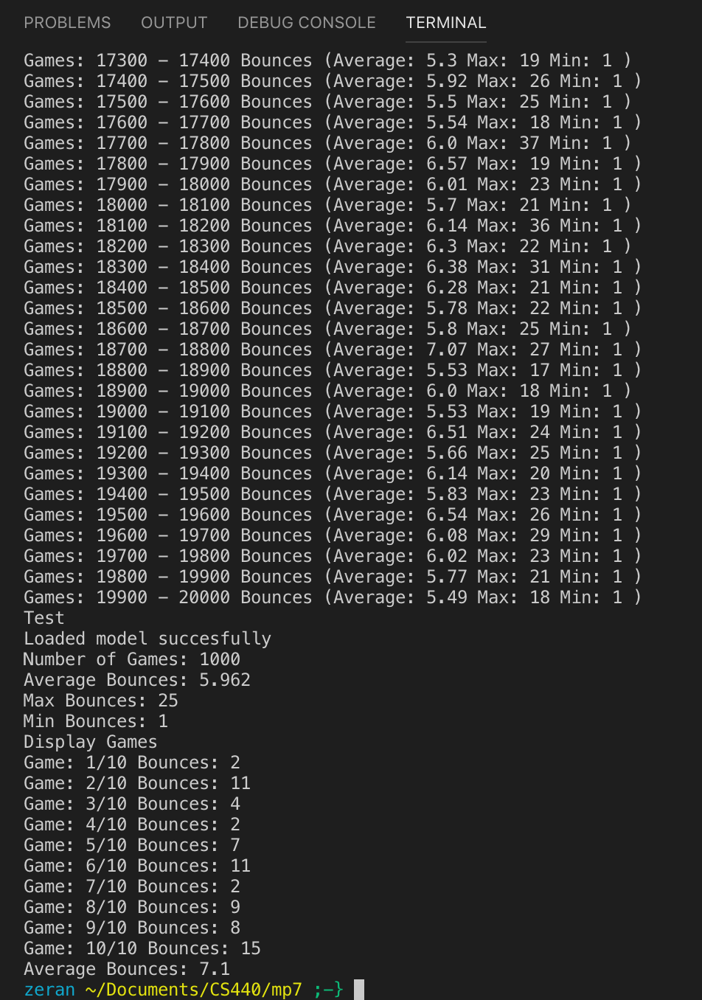 PROBLEMS OUTPUT DEBUG CONSOLE TERMINAL
Games: 17300 - 17400 Bounces (Average: 5.3 Max: 19 Min: 1 )
Games: 17400 - 17500 Bounces (Average: 5.92 Max: 26 Min: 1 )
Games: 17500 - 17600 Bounces (Average: 5.5 Max: 25 Min: 1 )
Games: 17600 - 17700 Bounces (Average: 5.54 Max: 18 Min: 1 )
Games: 17700 - 17800 Bounces (Average: 6.0 Max: 37 Min: 1 )
Games: 17800 - 17900 Bounces (Average: 6.57 Max: 19 Min: 1 )
Games: 17900 - 18000 Bounces (Average: 6.01 Max: 23 Min: 1 )
Games: 18000 - 18100 Bounces (Average: 5.7 Max: 21 Min: 1 )
Games: 18100 - 18200 Bounces (Average: 6.14 Max: 36 Min: 1 )
Games: 18200 - 18300 Bounces (Average: 6.3 Max: 22 Min: 1 )
Games: 18300 - 18400 Bounces (Average: 6.38 Max: 31 Min: 1 )
Games: 18400 - 18500 Bounces (Average: 6.28 Max: 21 Min: 1 )
Games: 18500 - 18600 Bounces (Average: 5.78 Max: 22 Min: 1 )
Games: 18600 - 18700 Bounces (Average: 5.8 Max: 25 Min: 1 )
Games: 18700 - 18800 Bounces (Average: 7.07 Max: 27 Min: 1 )
Games: 18800 - 18900 Bounces (Average: 5.53 Max: 17 Min: 1 )
Games: 18900 - 19000 Bounces (Average: 6.0 Max: 18 Min: 1 )
Games: 19000 - 19100 Bounces (Average: 5.53 Max: 19 Min: 1 )
Games: 19100 - 19200 Bounces (Average: 6.51 Max: 24 Min: 1 )
Games: 19200 - 19300 Bounces (Average: 5.66 Max: 25 Min: 1 )
Games: 19300 - 19400 Bounces (Average: 6.14 Max: 20 Min: 1 )
Games: 19400 - 19500 Bounces (Average: 5.83 Max: 23 Min: 1 )
Games: 19500 - 19600 Bounces (Average: 6.54 Max: 26 Min: 1 )
Games: 19600 - 19700 Bounces (Average: 6.08 Max: 29 Min: 1 )
Games: 19700 - 19800 Bounces (Average: 6.02 Max: 23 Min: 1 )
Games: 19800 - 19900 Bounces (Average: 5.77 Max: 21 Min: 1 )
Games: 19900 - 20000 Bounces (Average: 5.49 Max: 18 Min: 1 )
Test
Loaded model succesfully
Number of Games: 1000
Average Bounces: 5.962
Max Bounces: 25
Min Bounces: 1
Display Games
Game: 1/10 Bounces: 2
Game: 2/10 Bounces: 11
Game: 3/10 Bounces: 4
Game: 4/10 Bounces: 2
Game: 5/10 Bounces: 7
Game: 6/10 Bounces: 11
Game: 7/10 Bounces: 2
Game: 8/10 Bounces: 9
Game: 9/10 Bounces: 8
Game: 10/10 Bounces: 15
Average Bounces: 7.1
zeran ~/Documents/CS440/mp7 ;-}